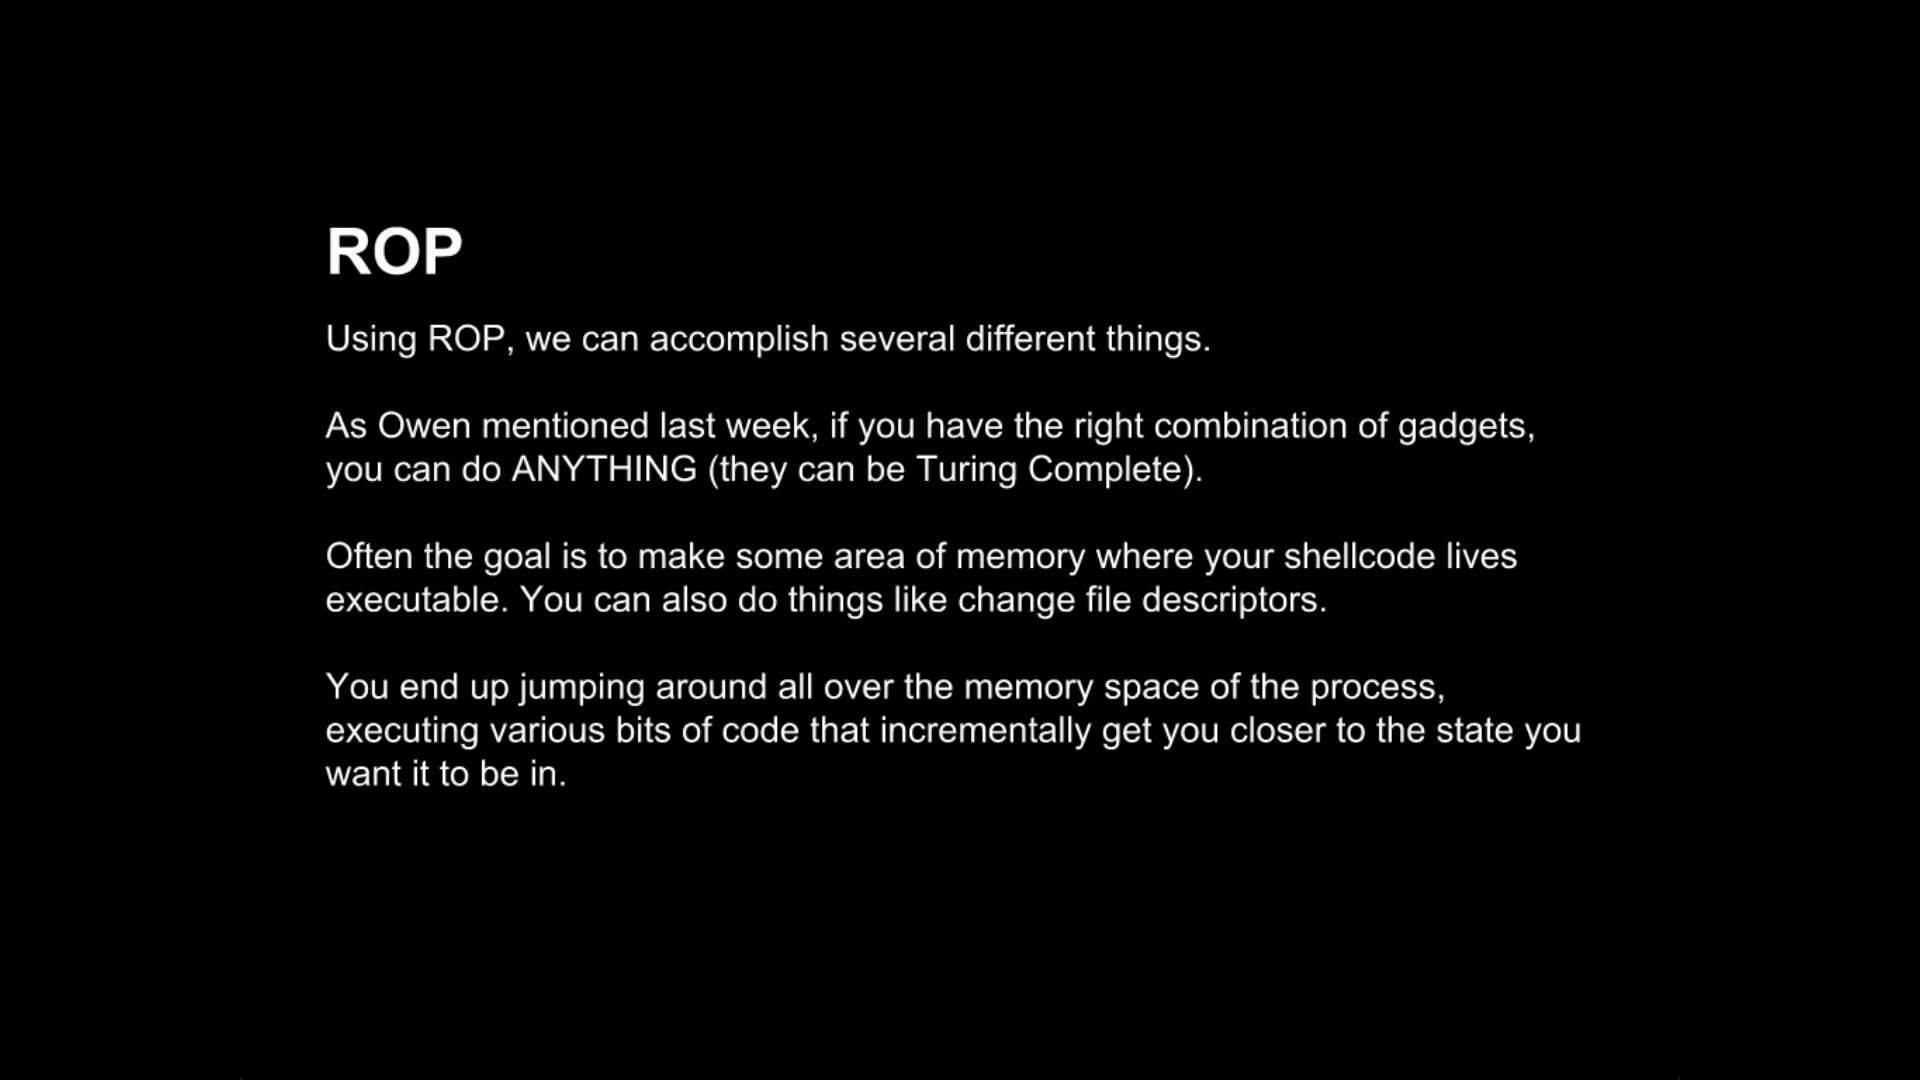 ROP
Using ROP, we can accomplish several different things.
As Owen mentioned last week, if you have the right combination of gadgets,
you can do ANYTHING (they can be Turing Complete).
Often the goal is to make some area of memory where your shellcode lives
executable. You can also do things like change file descriptors.
You end up jumping around all over the memory space of the process,
executing various bits of code that incrementally get you closer to the state you
want it to be in.